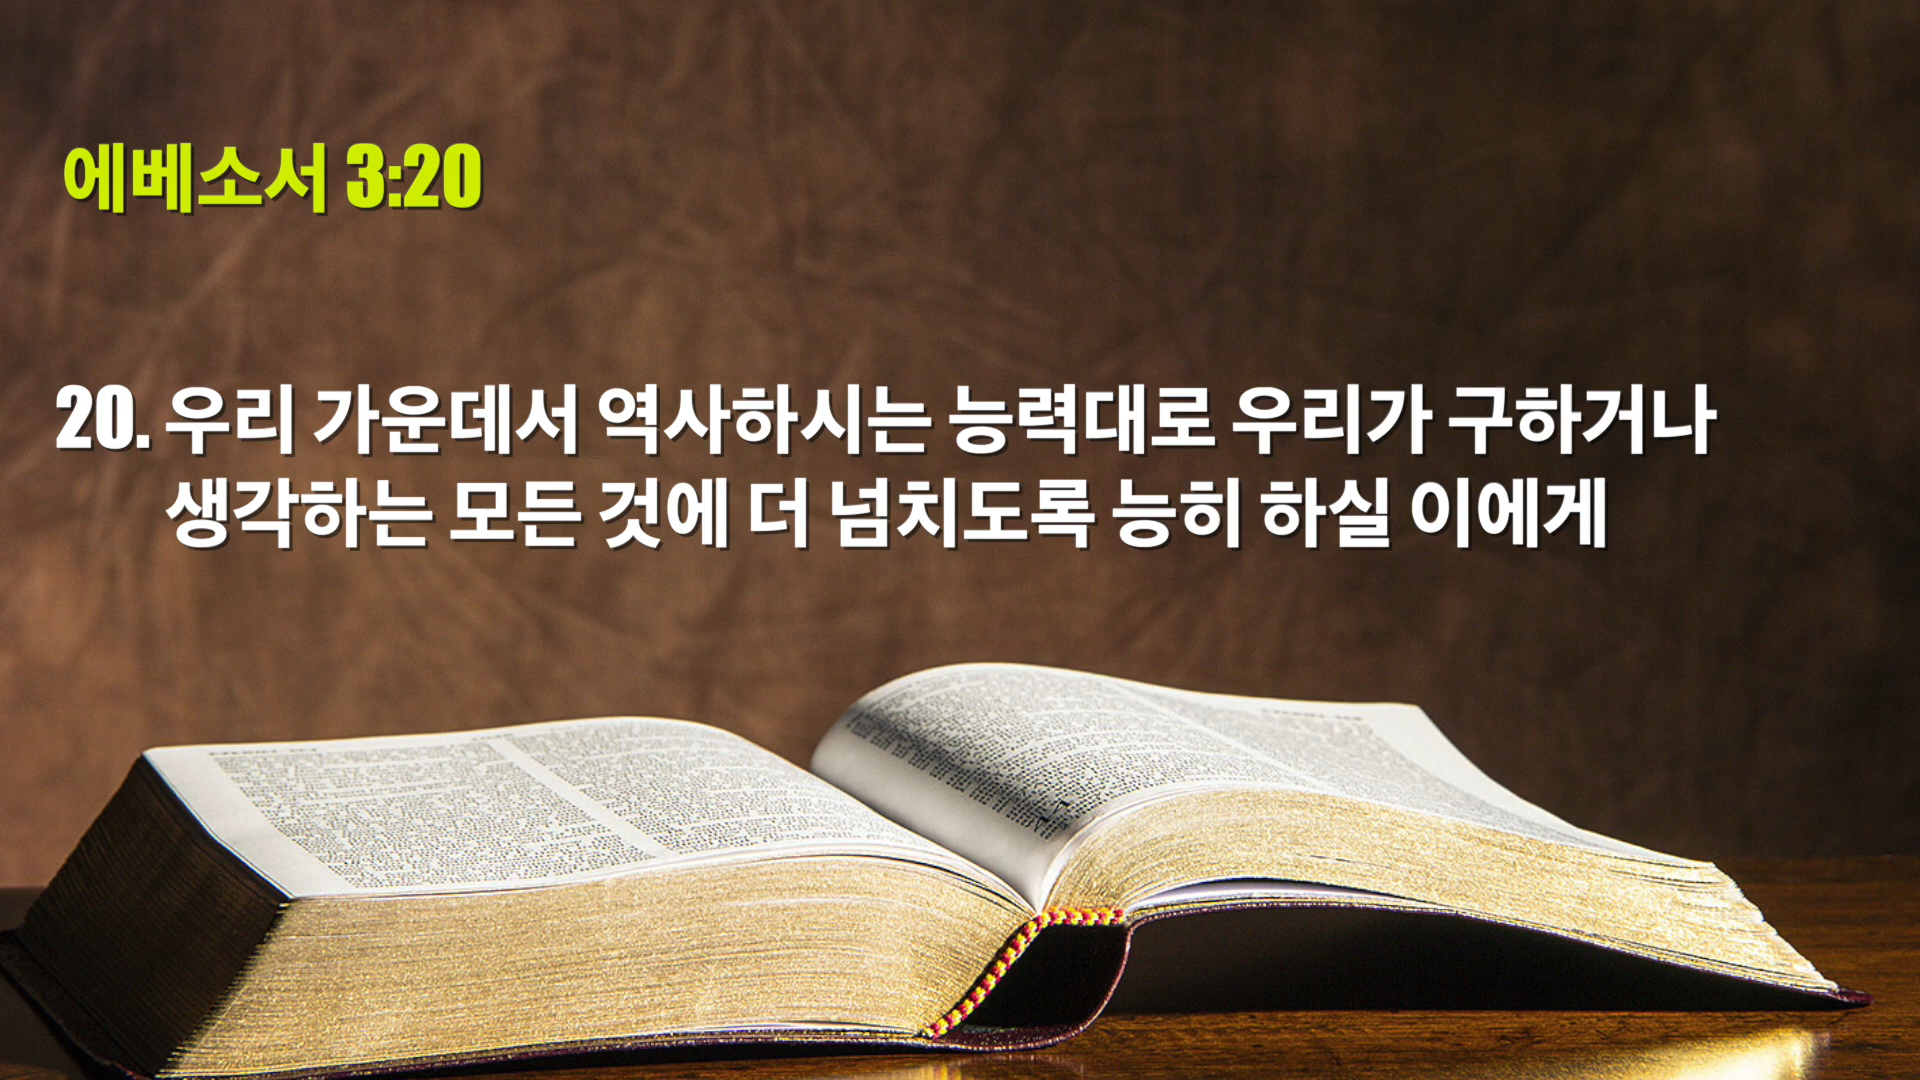 에베소서 3:20
20. 우리 가운데서 역사하시는 능력대로 우리가 구하거나
생각하는 모든 것에 더 넘치도록 능히 하실 이에게